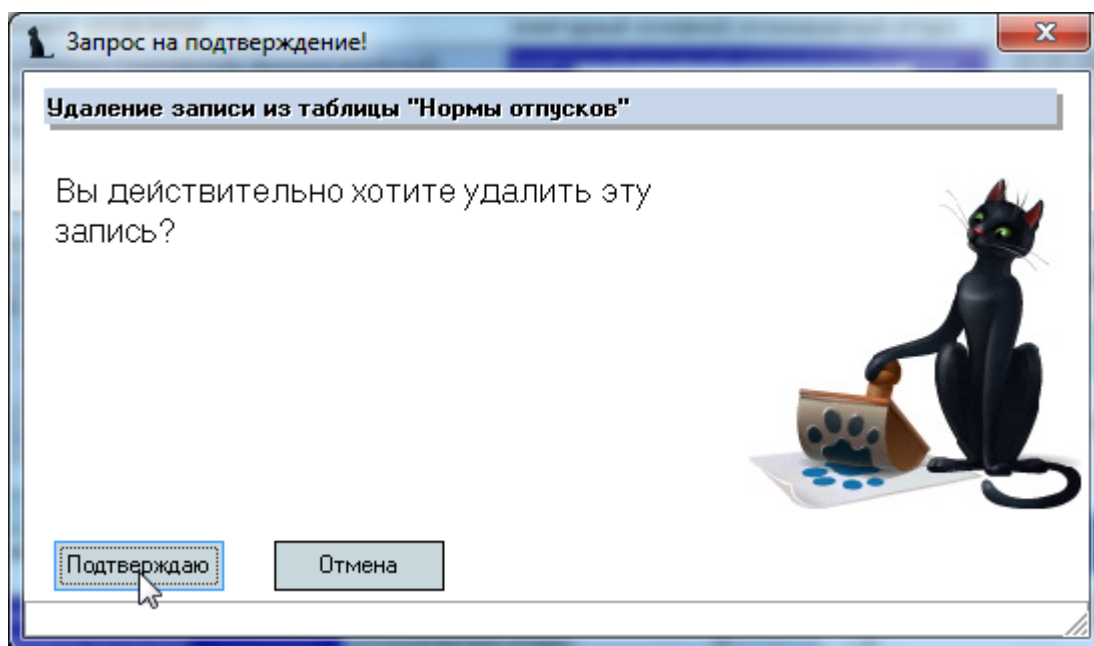 Запрос на подтверждение!
Удаление записи из таблицы "Нормы отпусков"
Вы действительно хотите удалить эту
запись?
Подтверждаю
Отмена